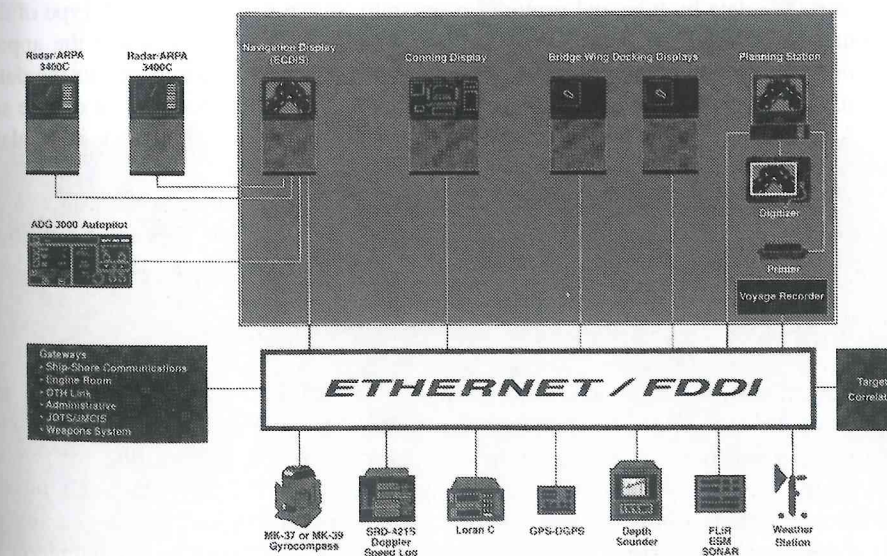 Radar-ARPA
3400C
Radar-ARPA
3400C
Navigation Display
(ECDIS)
Conning Display
Bridge Wing Docking Displays
Planning Station
Digitizer
ADG 3000 Autopilot
Printer
Voyage Recorder
Gateways
- Ship-Shore Communications
- Engine Room
- OTH Link
- Administrative
- JOTS/JMCIS
- Weapons System
ETHERNET / FDDI
Target
Correlat
MK-37 or MK-39
Gyrocompass
SRD-421S
Doppler
Speed Log
Loran C
GPS-DGPS
Depth
Sounder
FLIR
ESM
SONAR
Weather
Station